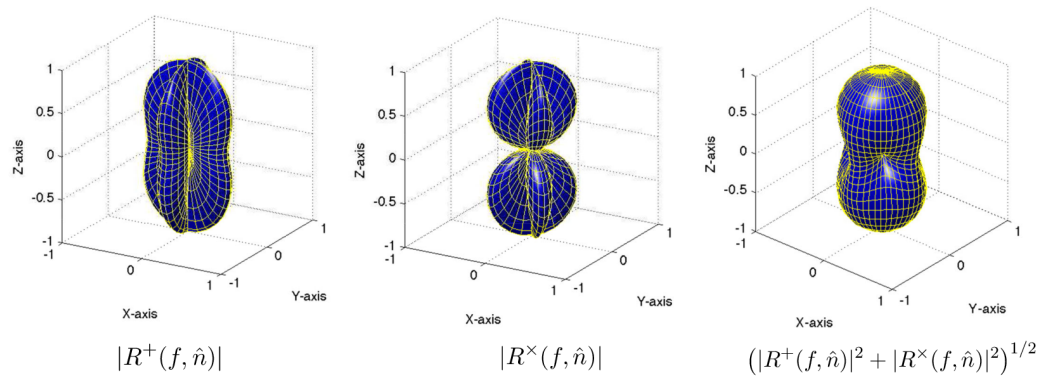 1
0.5
0
-0.5
-1
-1
0
1
-1
0
1
Z-axis
X-axis
Y-axis
|R⁺(f, n̂)|
1
0.5
0
-0.5
-1
-1
0
1
-1
0
1
Z-axis
X-axis
Y-axis
|R^×(f, n̂)|
1
0.5
0
-0.5
-1
-1
0
1
-1
0
1
Z-axis
X-axis
Y-axis
(|R⁺(f, n̂)|² + |R^×(f, n̂)|²)^{1/2}